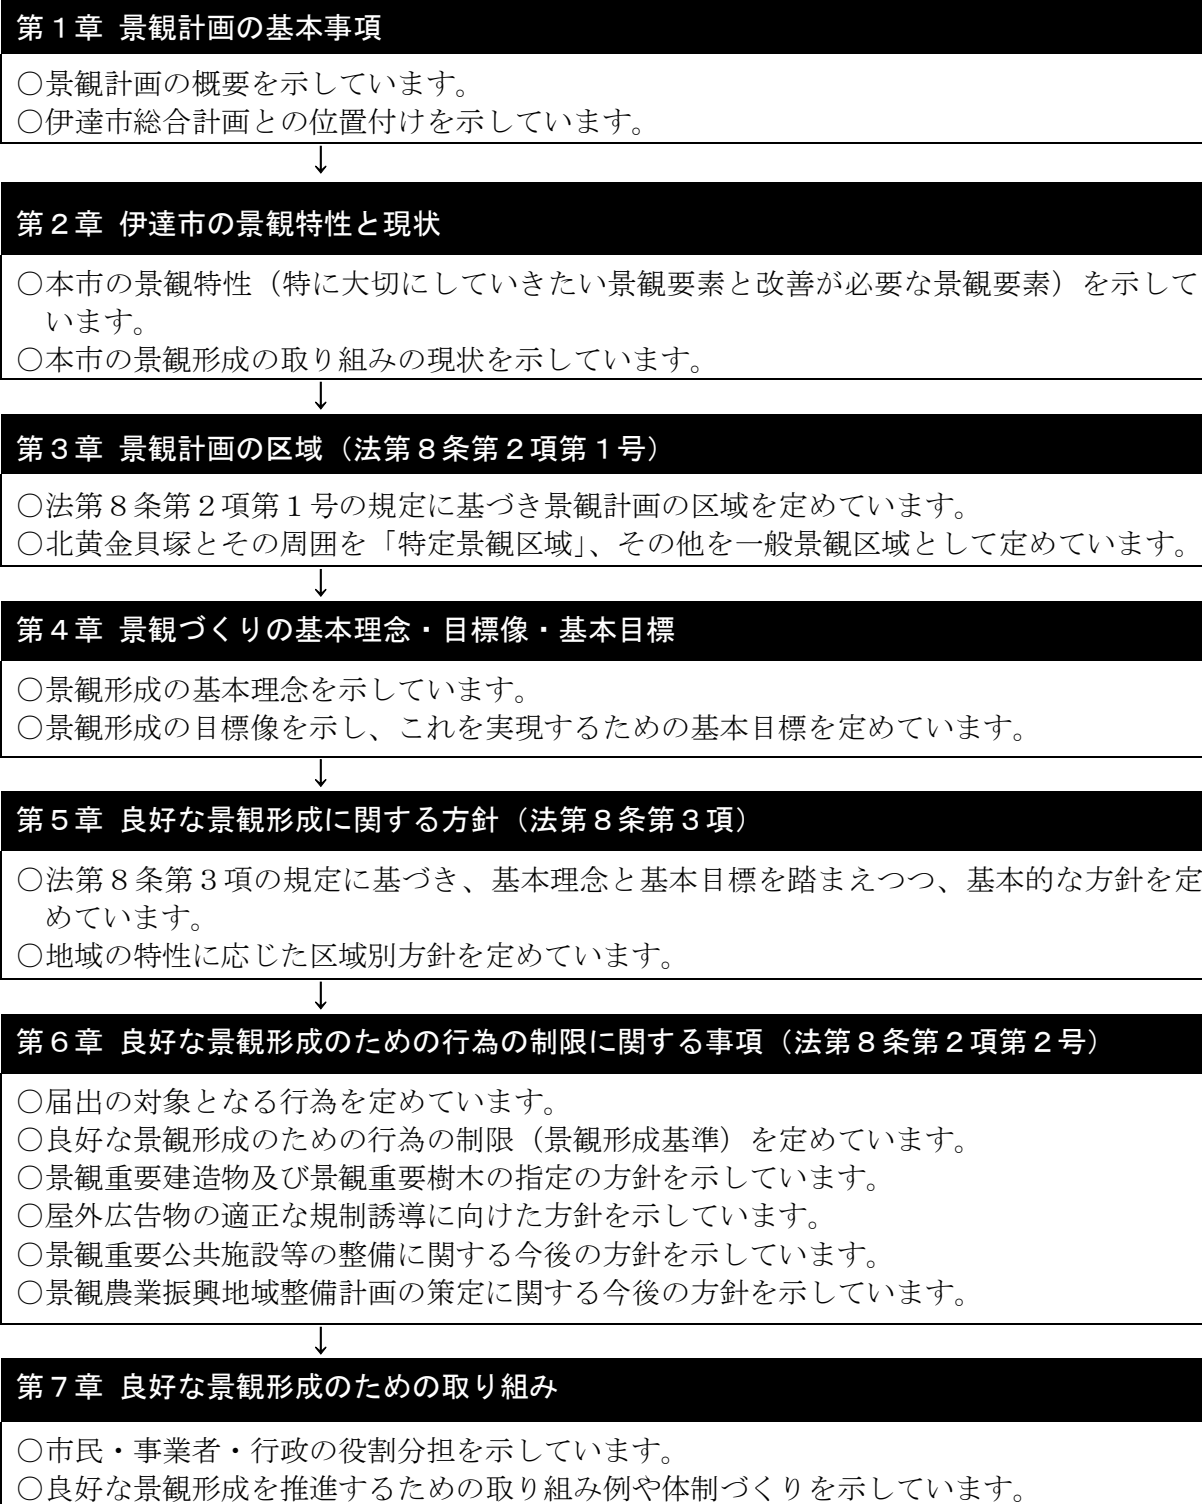 第１章 景観計画の基本事項
○景観計画の概要を示しています。
○伊達市総合計画との位置付けを示しています。
↓
第２章 伊達市の景観特性と現状
○本市の景観特性（特に大切にしていきたい景観要素と改善が必要な景観要素）を示して
います。
○本市の景観形成の取り組みの現状を示しています。
↓
第３章 景観計画の区域（法第８条第２項第１号）
○法第８条第２項第１号の規定に基づき景観計画の区域を定めています。
○北黄金貝塚とその周囲を「特定景観区域」、その他を一般景観区域として定めています。
↓
第４章 景観づくりの基本理念・目標像・基本目標
○景観形成の基本理念を示しています。
○景観形成の目標像を示し、これを実現するための基本目標を定めています。
↓
第５章 良好な景観形成に関する方針（法第８条第３項）
○法第８条第３項の規定に基づき、基本理念と基本目標を踏まえつつ、基本的な方針を定
めています。
○地域の特性に応じた区域別方針を定めています。
↓
第６章 良好な景観形成のための行為の制限に関する事項（法第８条第２項第２号）
○届出の対象となる行為を定めています。
○良好な景観形成のための行為の制限（景観形成基準）を定めています。
○景観重要建造物及び景観重要樹木の指定の方針を示しています。
○屋外広告物の適正な規制誘導に向けた方針を示しています。
○景観重要公共施設等の整備に関する今後の方針を示しています。
○景観農業振興地域整備計画の策定に関する今後の方針を示しています。
↓
第７章 良好な景観形成のための取り組み
○市民・事業者・行政の役割分担を示しています。
○良好な景観形成を推進するための取り組み例や体制づくりを示しています。